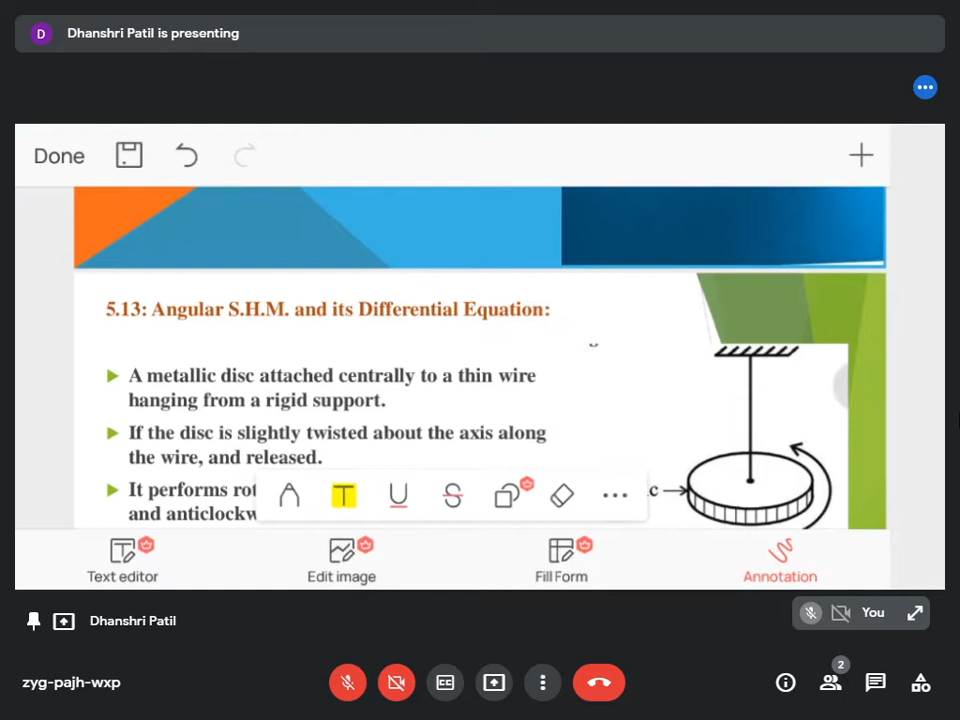 D Dhanshri Patil is presenting
Done
5.13: Angular S.H.M. and its Differential Equation:
A metallic disc attached centrally to a thin wire
hanging from a rigid support.
If the disc is slightly twisted about the axis along
the wire, and released.
It performs rot
and anticlockw
c
T U S
Text editor Edit image Fill Form Annotation
Dhanshri Patil
You
zyg-pajh-wxp
2